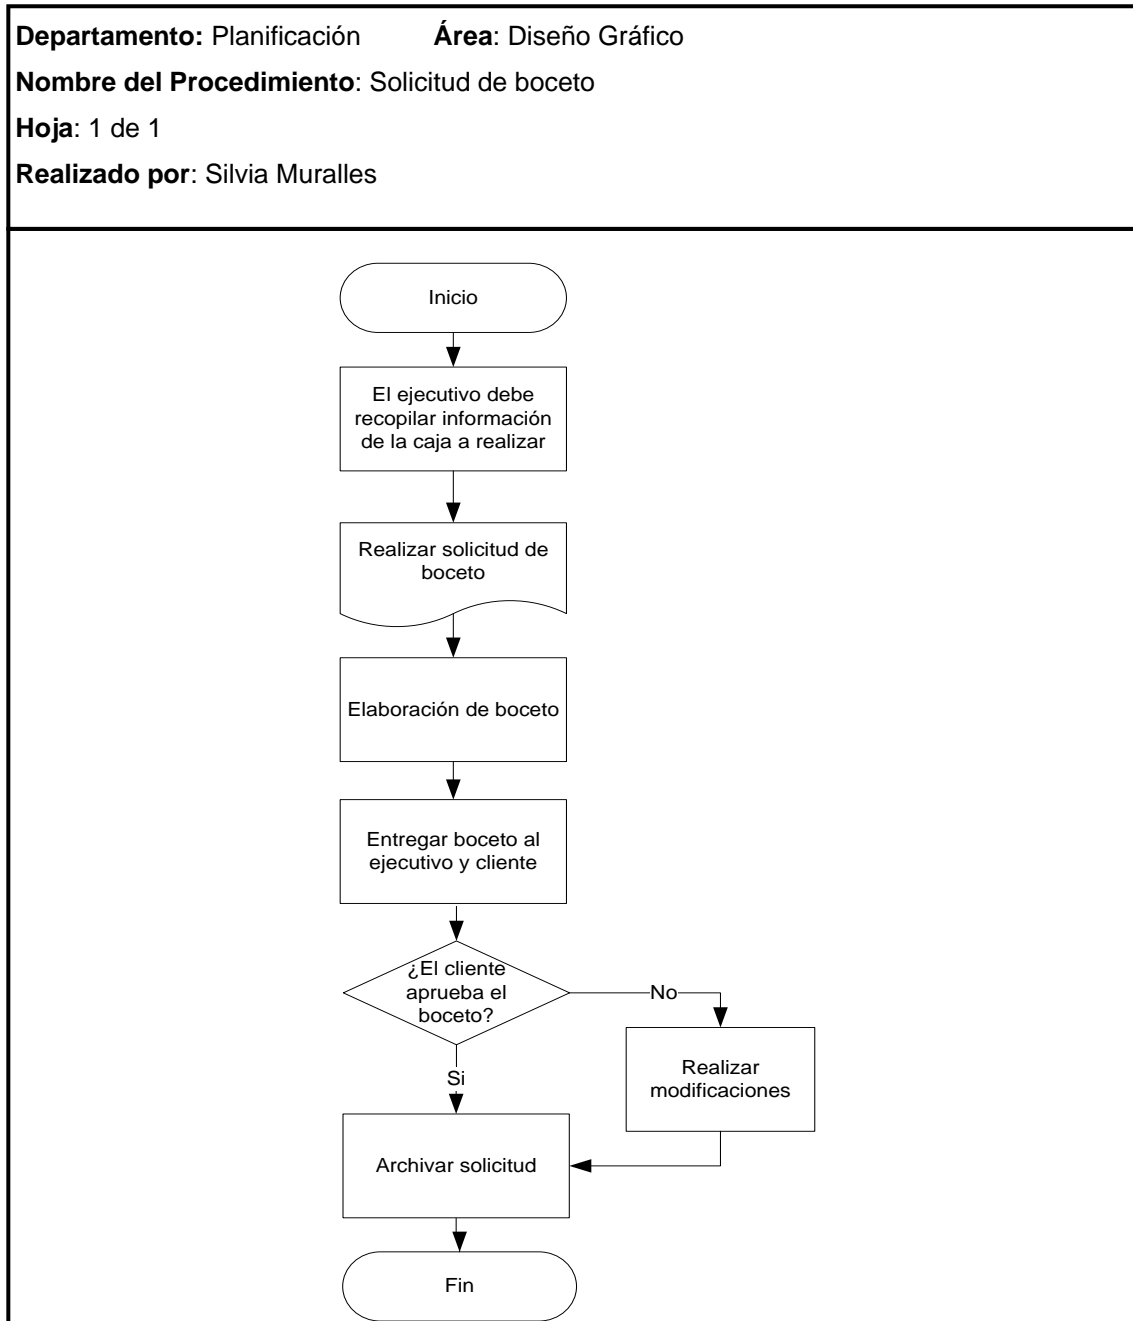 Departamento: Planificación Área: Diseño Gráfico
Nombre del Procedimiento: Solicitud de boceto
Hoja: 1 de 1
Realizado por: Silvia Muralles
Inicio
El ejecutivo debe
recopilar información
de la caja a realizar
Realizar solicitud de
boceto
Elaboración de boceto
Entregar boceto al
ejecutivo y cliente
¿El cliente
aprueba el
boceto?
No
Realizar
modificaciones
Si
Archivar solicitud
Fin